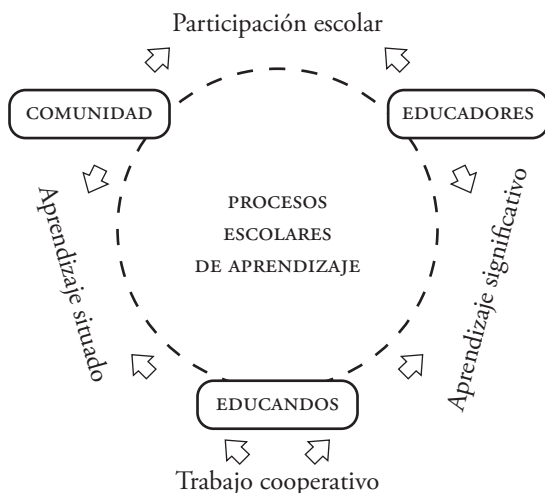 Participación escolar
COMUNIDAD
EDUCADORES
Aprendizaje situado
PROCESOS
ESCOLARES
DE APRENDIZAJE
Aprendizaje significativo
EDUCANDOS
Trabajo cooperativo